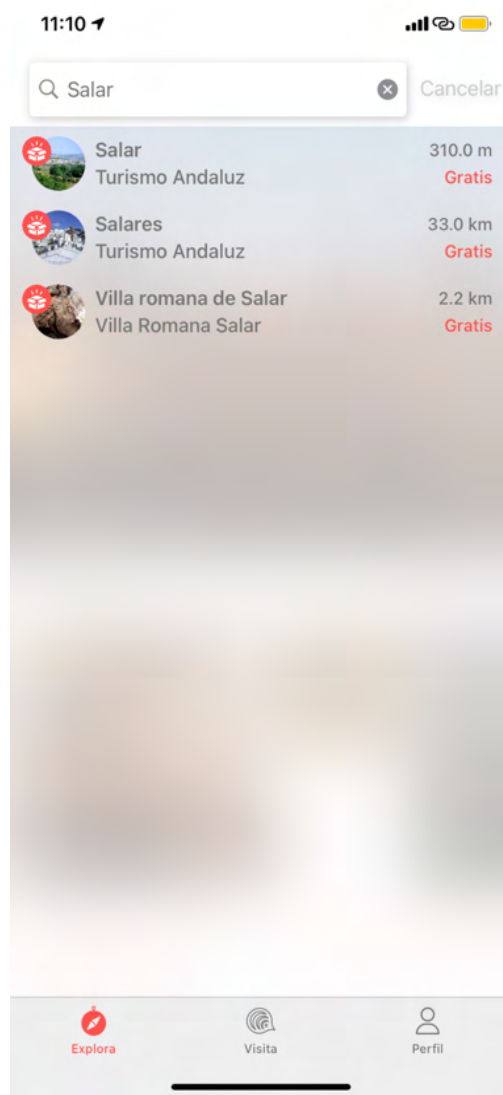 11:10
Salar
Cancelar
Salar
310.0 m
Turismo Andaluz
Gratis
Salares
33.0 km
Turismo Andaluz
Gratis
Villa romana de Salar
2.2 km
Villa Romana Salar
Gratis
Explora
Visita
Perfil